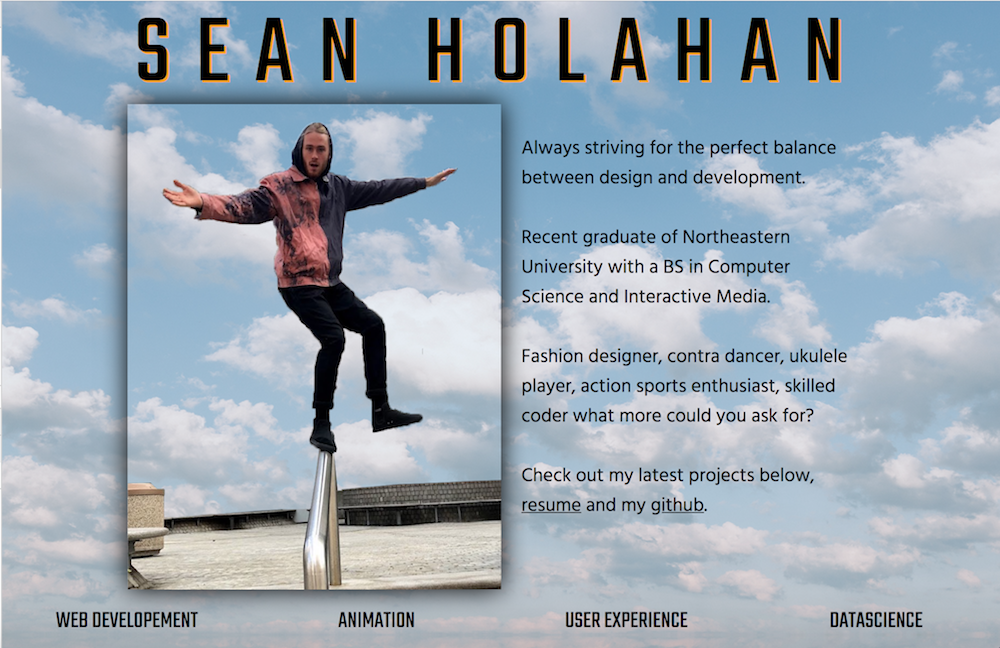 SEAN HOLAHAN
Always striving for the perfect balance
between design and development.
Recent graduate of Northeastern
University with a BS in Computer
Science and Interactive Media.
Fashion designer, contra dancer, ukulele
player, action sports enthusiast, skilled
coder what more could you ask for?
Check out my latest projects below,
resume and my github.
WEB DEVELOPEMENT ANIMATION USER EXPERIENCE DATASCIENCE